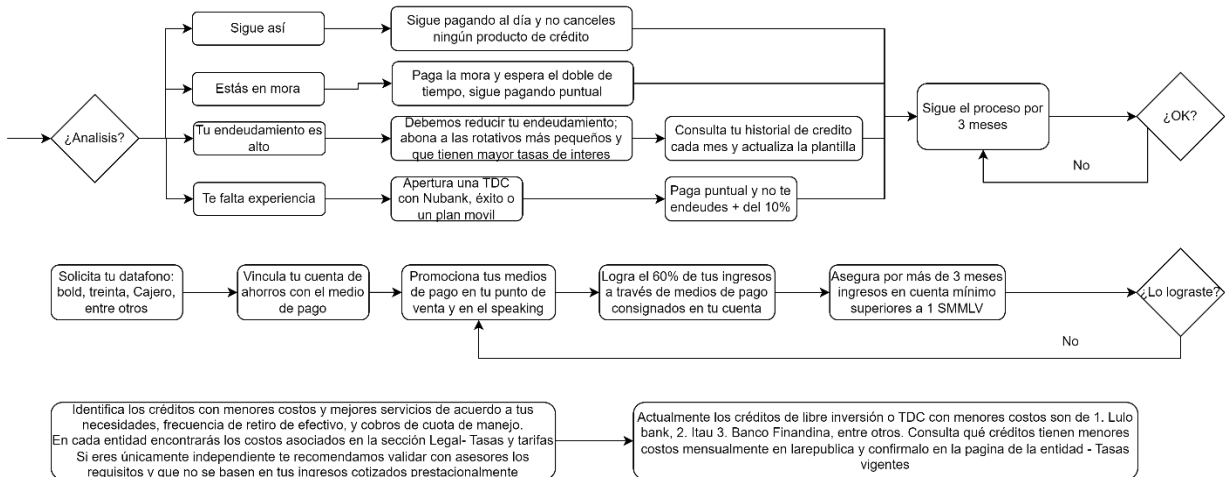 Sigue así
Sigue pagando al día y no canceles
ningún producto de crédito
Estás en mora
Paga la mora y espera el doble de
tiempo, sigue pagando puntual
¿Analisis?
Tu endeudamiento es
alto
Debemos reducir tu endeudamiento;
abona a las rotativos más pequeños y
que tienen mayor tasas de interes
Consulta tu historial de credito
cada mes y actualiza la plantilla
Te falta experiencia
Apertura una TDC
con Nubank, éxito o
un plan movil
Paga puntual y no te
endeudes + del 10%
Sigue el proceso por
3 meses
¿OK?
No
Solicita tu datafono:
bold, treinta, Cajero,
entre otros
Vincula tu cuenta de
ahorros con el medio
de pago
Promociona tus medios
de pago en tu punto de
venta y en el speaking
Logra el 60% de tus ingresos
a través de medios de pago
consignados en tu cuenta
Asegura por más de 3 meses
ingresos en cuenta mínimo
superiores a 1 SMMLV
¿Lo lograste?
No
Identifica los créditos con menores costos y mejores servicios de acuerdo a tus
necesidades, frecuencia de retiro de efectivo, y cobros de cuota de manejo.
En cada entidad encontrarás los costos asociados en la sección Legal- Tasas y tarifas
Si eres únicamente independiente te recomendamos validar con asesores los
requisitos y que no se basen en tus ingresos cotizados prestacionalmente
Actualmente los créditos de libre inversión o TDC con menores costos son de 1. Lulo
bank, 2. Itau 3. Banco Finandina, entre otros. Consulta qué créditos tienen menores
costos mensualmente en larepublica y confirmalo en la pagina de la entidad - Tasas
vigentes